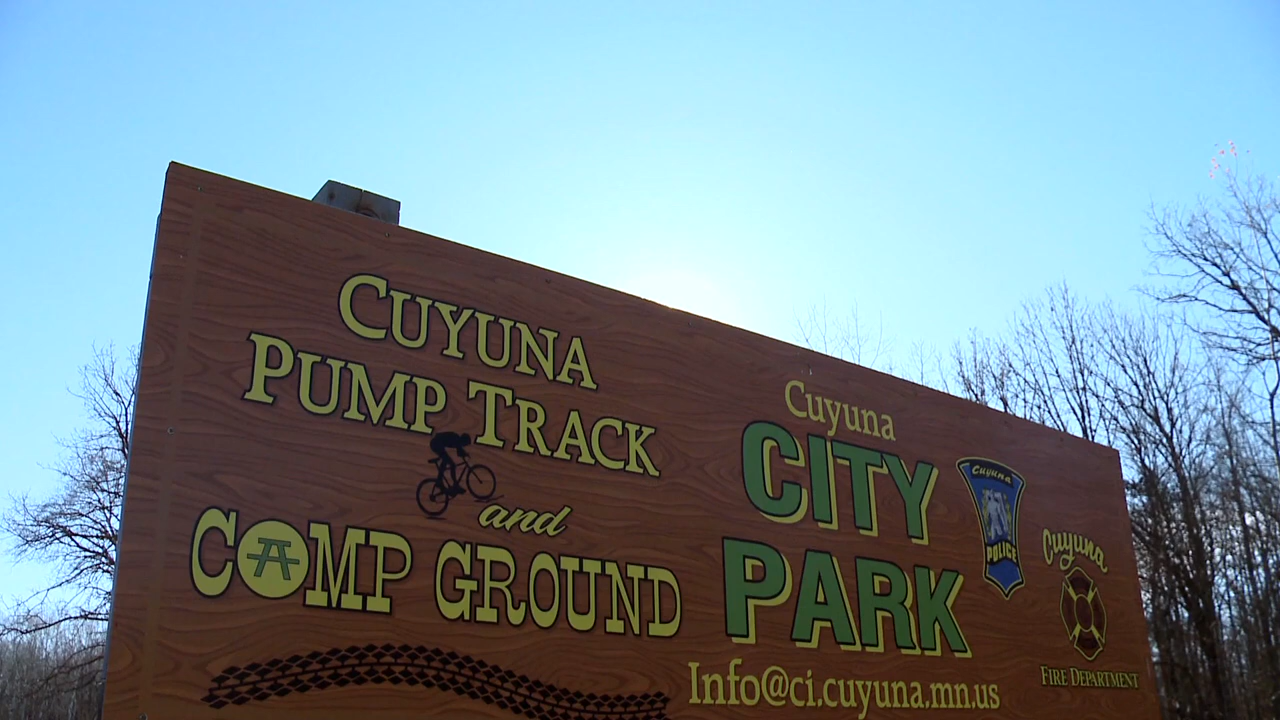 CUYUNA
PUMP TRACK
and
COMP GROUND
Cuyuna
CITY
PARK
Info@ci.cuyuna.mn.us
Cuyuna
POLICE
Cuyuna
FIRE DEPARTMENT